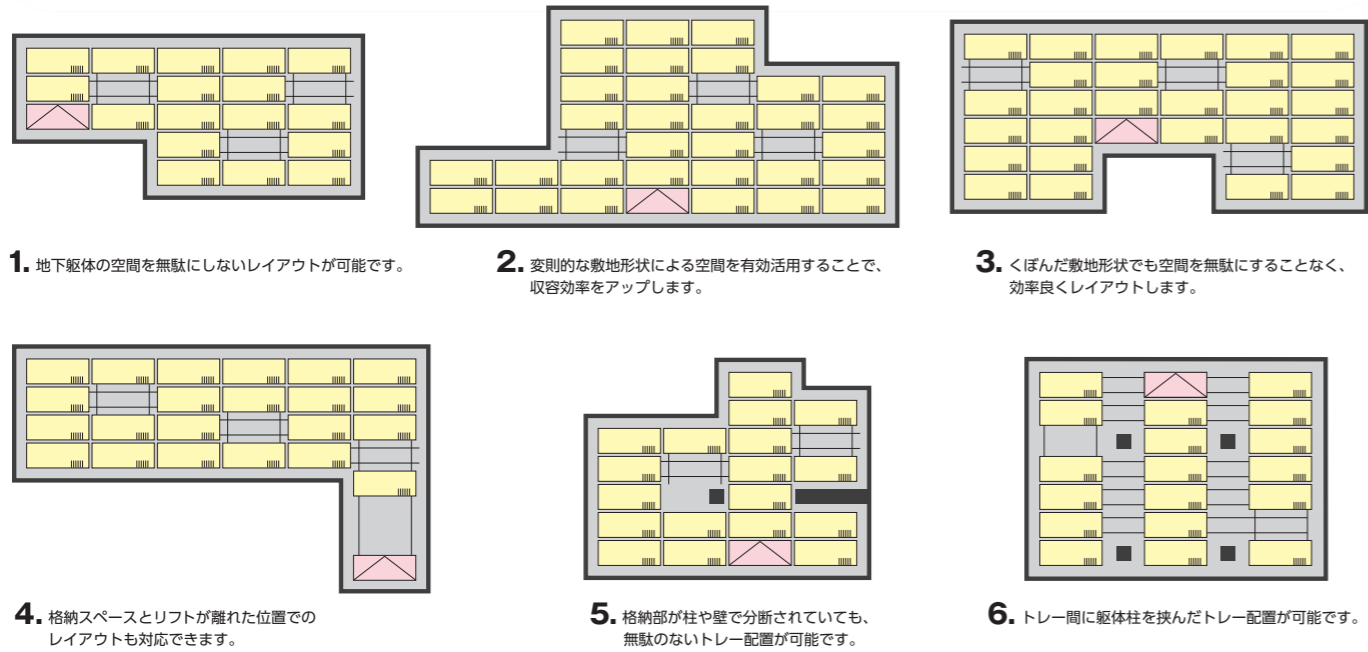 1. 地下躯体の空間を無駄にしないレイアウトが可能です。
2. 変則的な敷地形状による空間を有効活用することで、
収容効率をアップします。
3. くぼんだ敷地形状でも空間を無駄にすることなく、
効率良くレイアウトします。
4. 格納スペースとリフトが離れた位置での
レイアウトも対応できます。
5. 格納部が柱や壁で分断されていても、
無駄のないトレー配置が可能です。
6. トレー間に躯体柱を挟んだトレー配置が可能です。